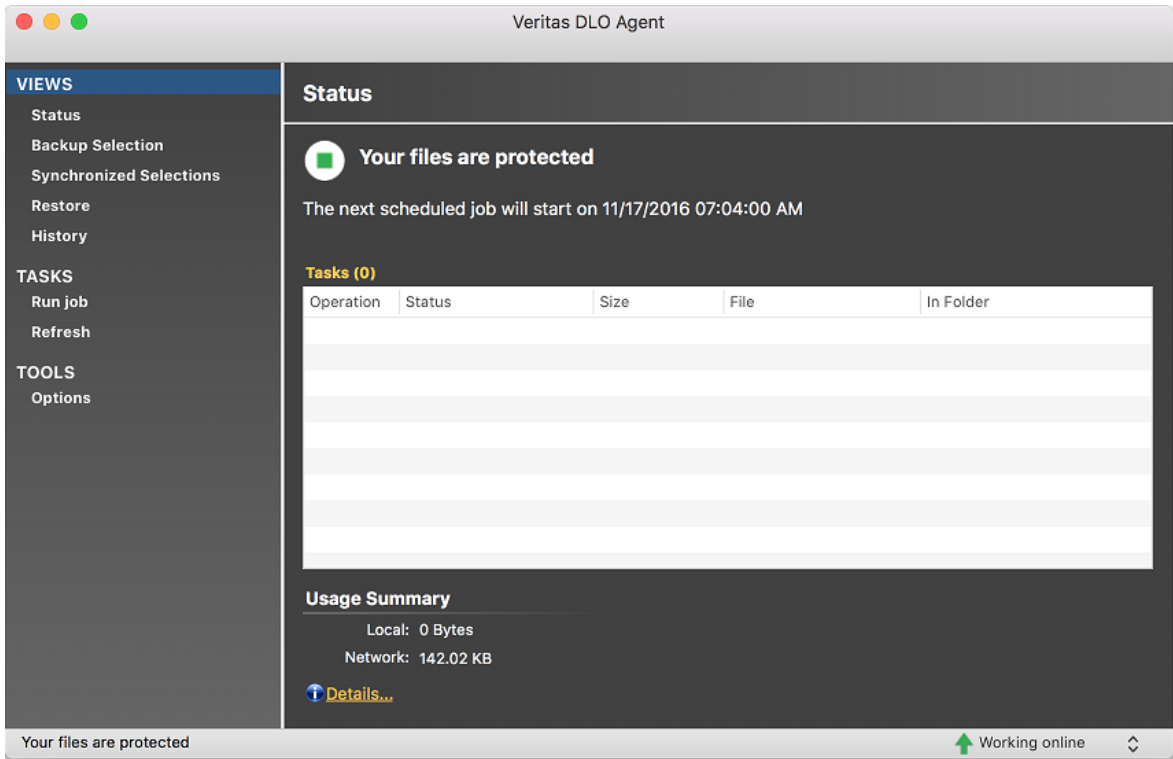 Veritas DLO Agent
VIEWS
Status
Backup Selection
Synchronized Selections
Restore
History
TASKS
Run job
Refresh
TOOLS
Options
Status
Your files are protected
The next scheduled job will start on 11/17/2016 07:04:00 AM
Tasks (0)
Operation Status Size File In Folder
Usage Summary
Local: 0 Bytes
Network: 142.02 KB
Details...
Your files are protected Working online